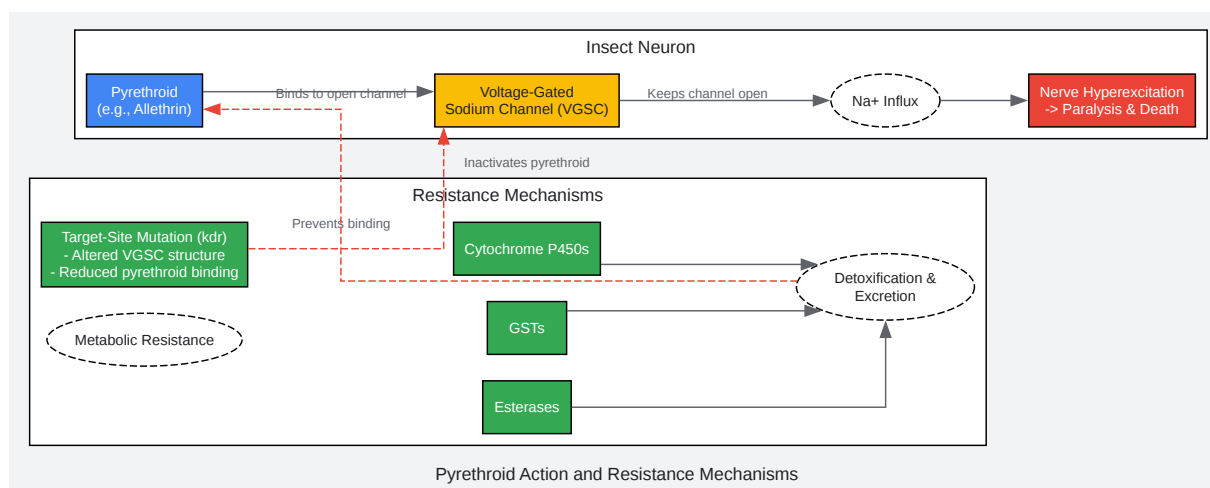 Insect Neuron
Pyrethroid
(e.g., Allethrin)
Binds to open channel
Voltage-Gated
Sodium Channel (VGSC)
Keeps channel open
Na+ Influx
Nerve Hyperexcitation
-> Paralysis & Death
Inactivates pyrethroid
Resistance Mechanisms
Target-Site Mutation (kdr)
- Altered VGSC structure
- Reduced pyrethroid binding
Prevents binding
Cytochrome P450s
Detoxification &
Excretion
GSTs
Metabolic Resistance
Esterases
Pyrethroid Action and Resistance Mechanisms